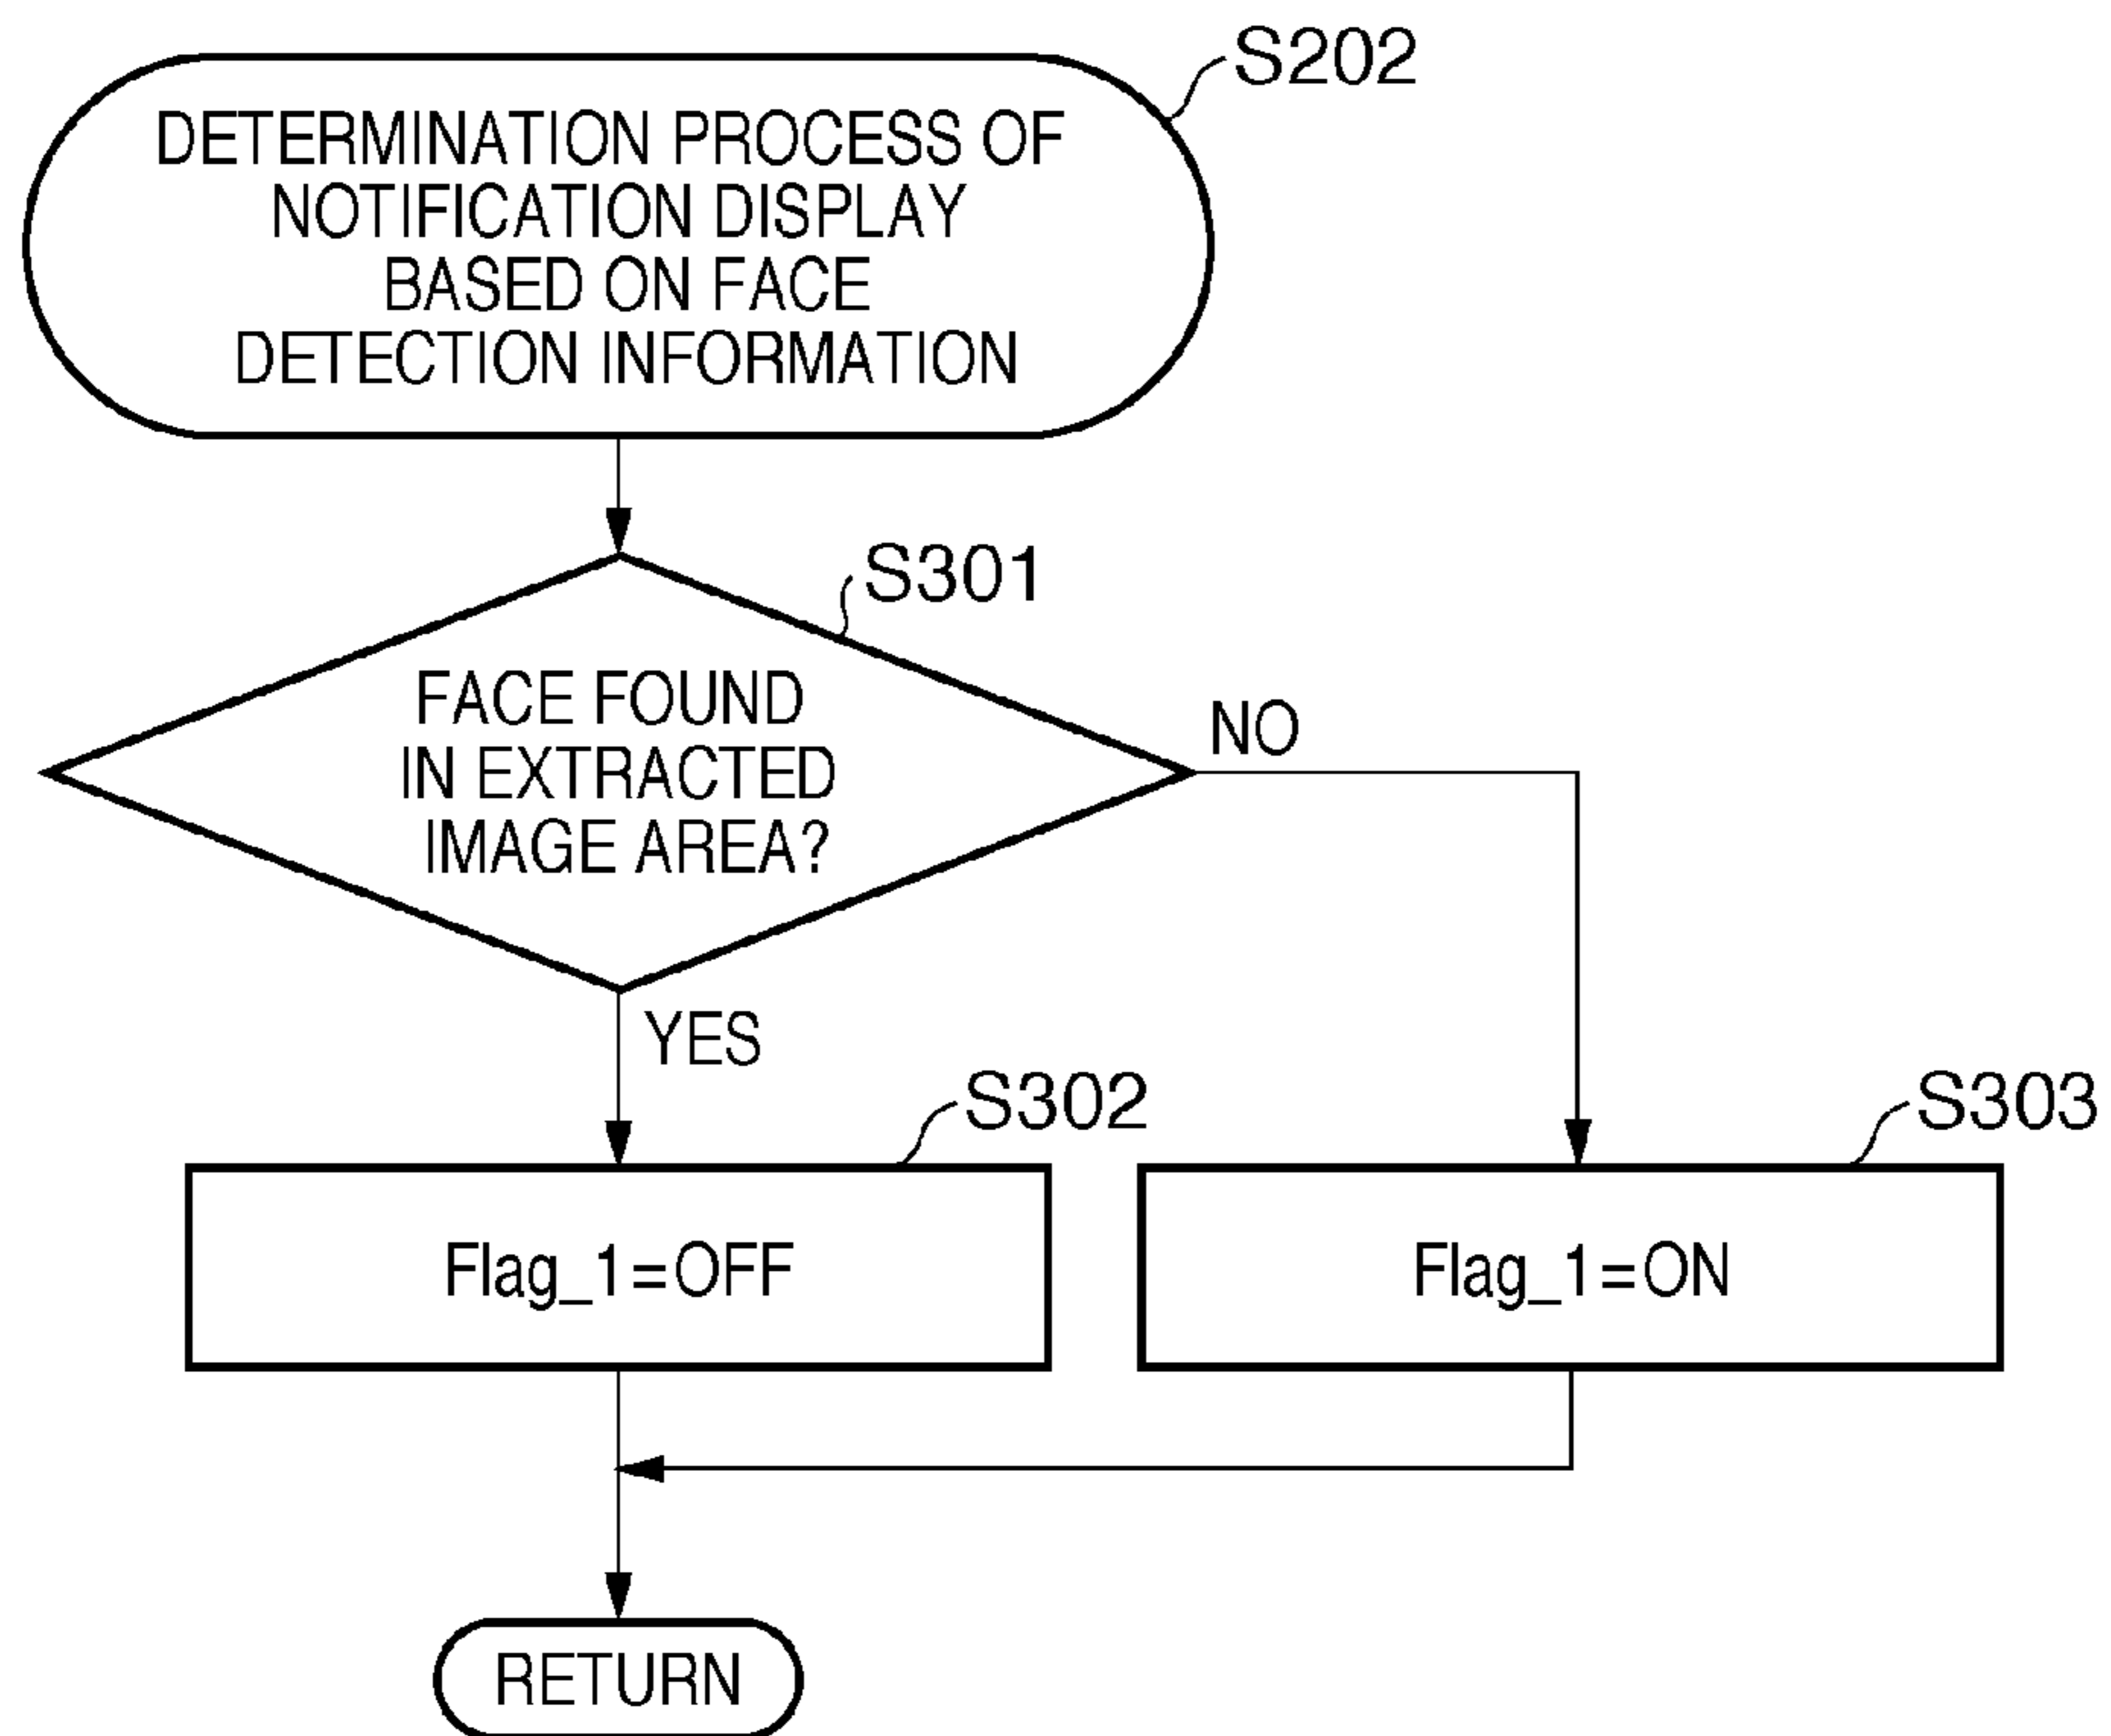 S202
DETERMINATION PROCESS OF
NOTIFICATION DISPLAY
BASED ON FACE
DETECTION INFORMATION
S301
FACE FOUND
IN EXTRACTED
IMAGE AREA?
NO
YES
S302
S303
Flag_1=OFF
Flag_1=ON
RETURN